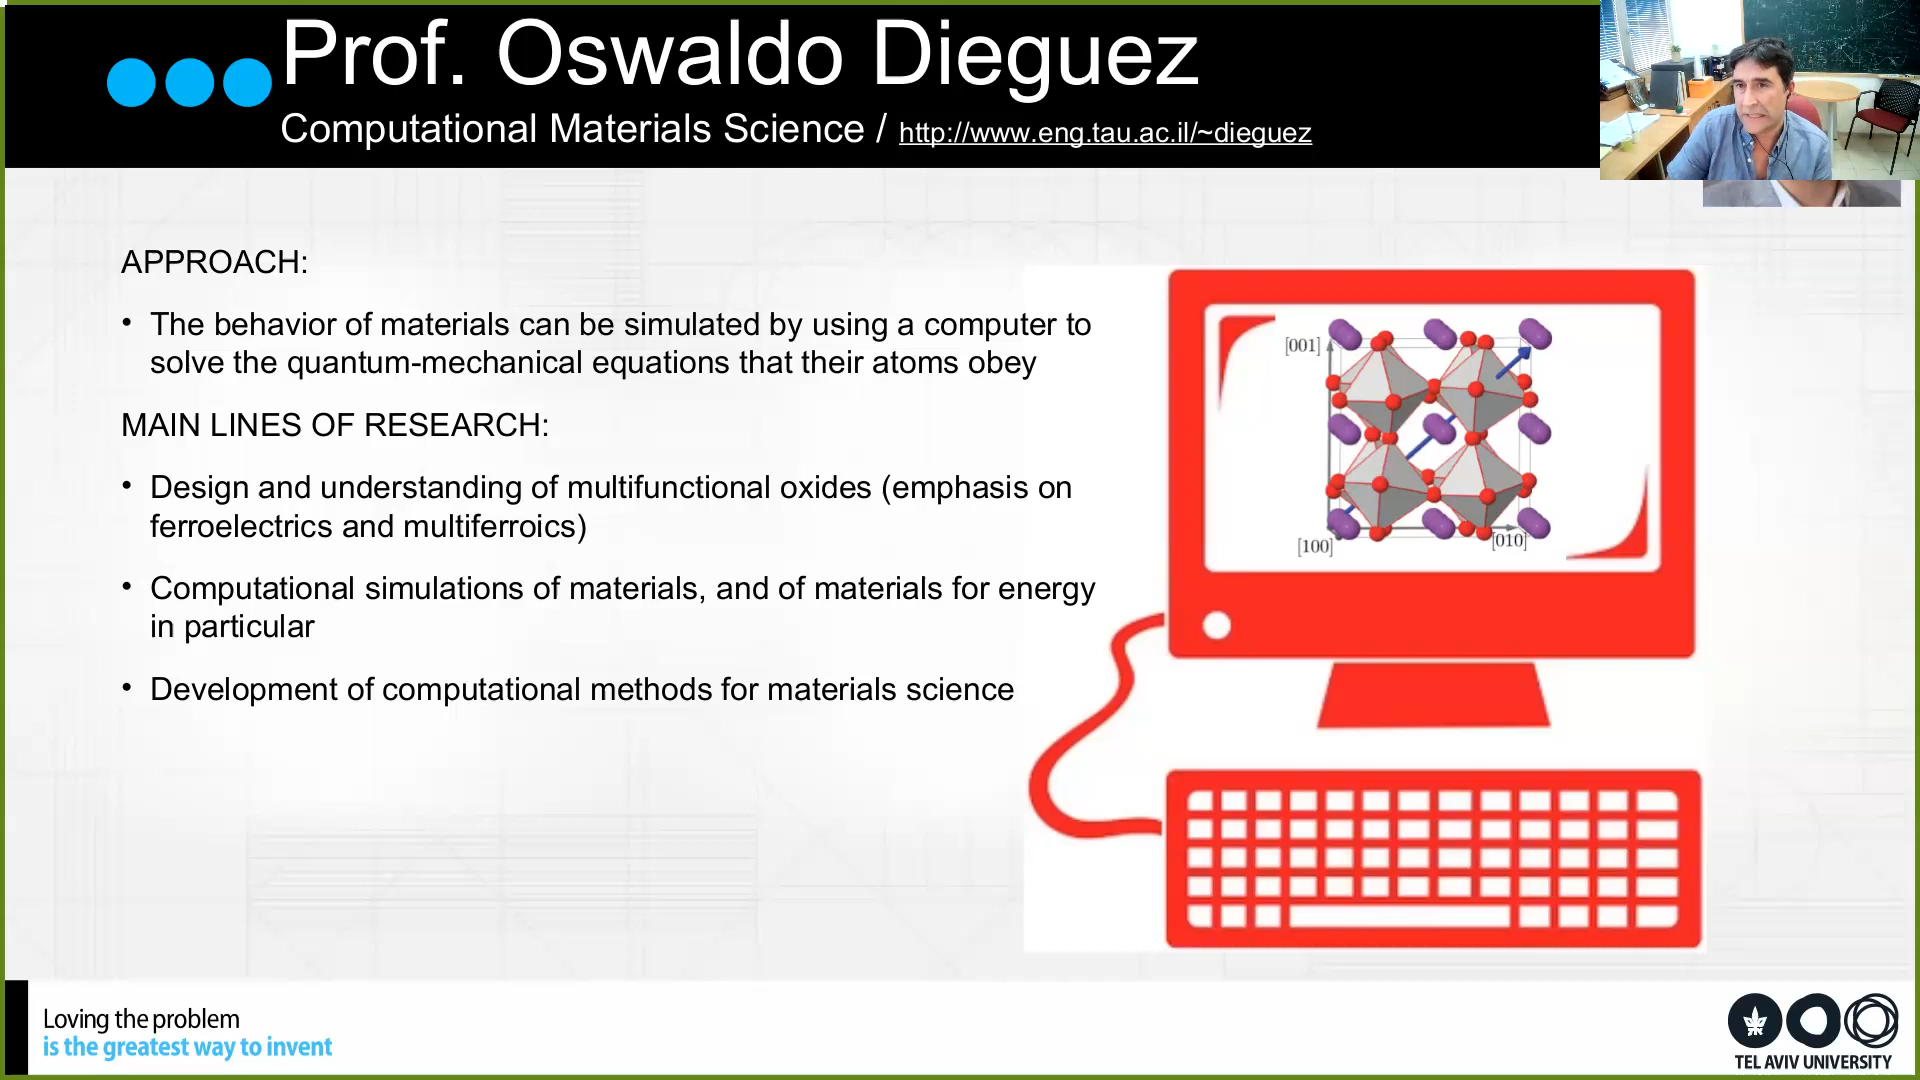 Prof. Oswaldo Dieguez
Computational Materials Science / http://www.eng.tau.ac.il/~dieguez
APPROACH:
• The behavior of materials can be simulated by using a computer to
solve the quantum-mechanical equations that their atoms obey
MAIN LINES OF RESEARCH:
• Design and understanding of multifunctional oxides (emphasis on
ferroelectrics and multiferroics)
• Computational simulations of materials, and of materials for energy
in particular
• Development of computational methods for materials science
[001]
[100]
[010]
Loving the problem
is the greatest way to invent
TEL AVIV UNIVERSITY